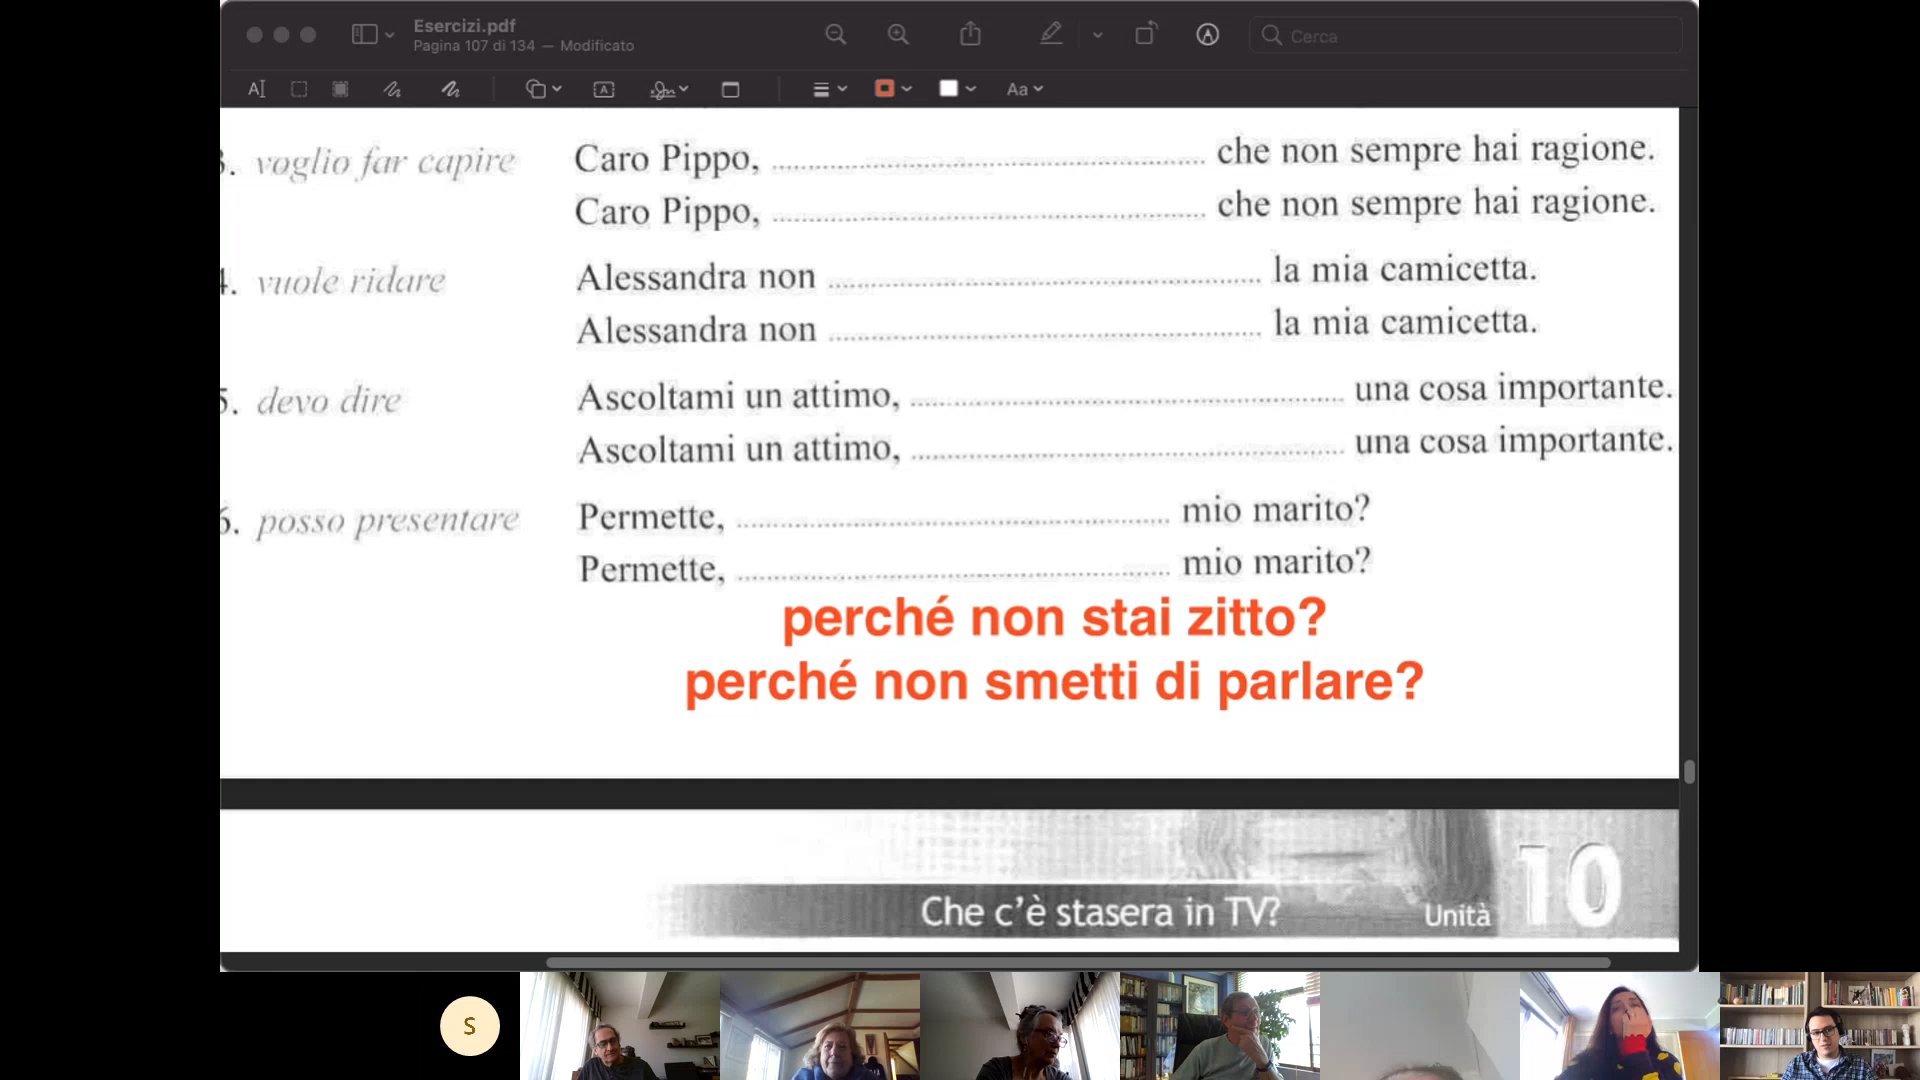 Esercizi.pdf
Pagina 107 di 134 — Modificato
Cerca
Aa
3. voglio far capire Caro Pippo, ........ che non sempre hai ragione.
Caro Pippo, ........ che non sempre hai ragione.
4. vuole ridare Alessandra non ........ la mia camicetta.
Alessandra non ........ la mia camicetta.
5. devo dire Ascoltami un attimo, ........ una cosa importante.
Ascoltami un attimo, ........ una cosa importante.
6. posso presentare Permette, ........ mio marito?
Permette, ........ mio marito?
perché non stai zitto?
perché non smetti di parlare?
Che c'è stasera in TV? Unità 10
S